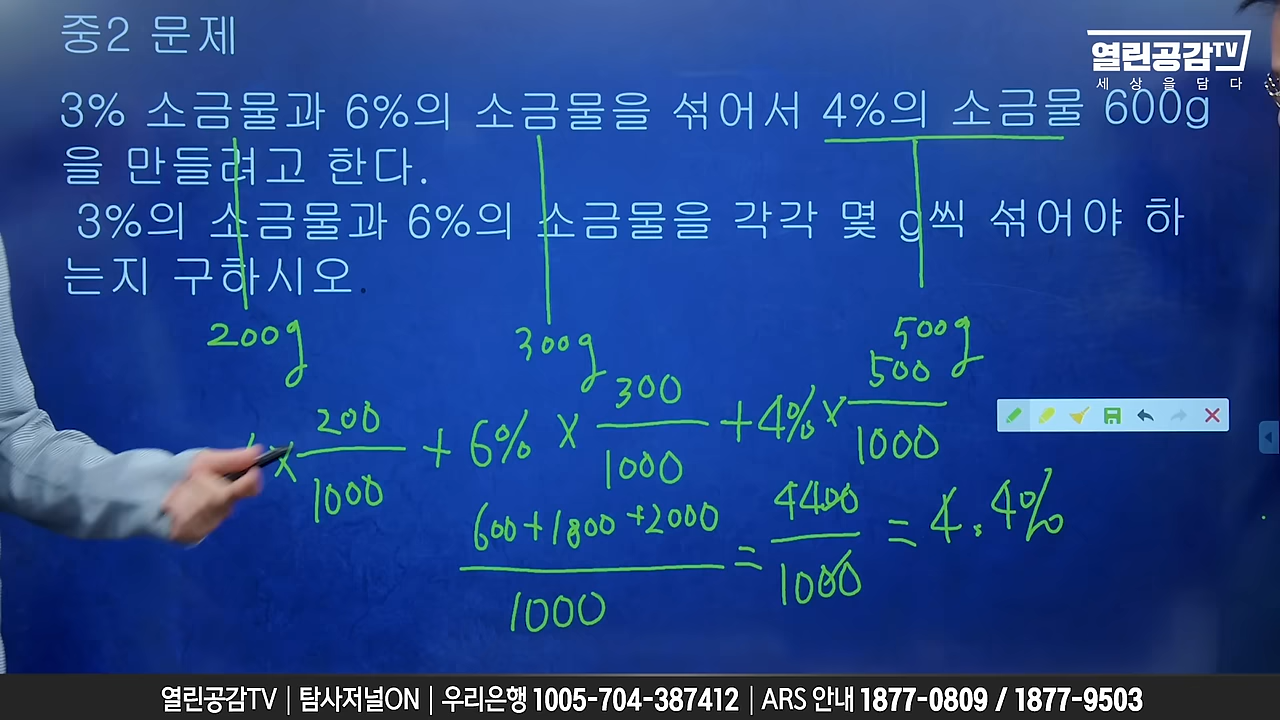 중2 문제
열린공감TV
세상을담다
3% 소금물과 6%의 소금물을 섞어서 4%의 소금물 600g
을 만들려고 한다.
3%의 소금물과 6%의 소금물을 각각 몇 g씩 섞어야 하
는지 구하시오.
200g 300g 500g
× 200/1000 + 6% × 300/1000 + 4% × 500/1000
600+1800+2000/1000 = 4400/1000 = 4.4%
열린공감TV | 탐사저널ON | 우리은행 1005-704-387412 | ARS 안내 1877-0809 / 1877-9503